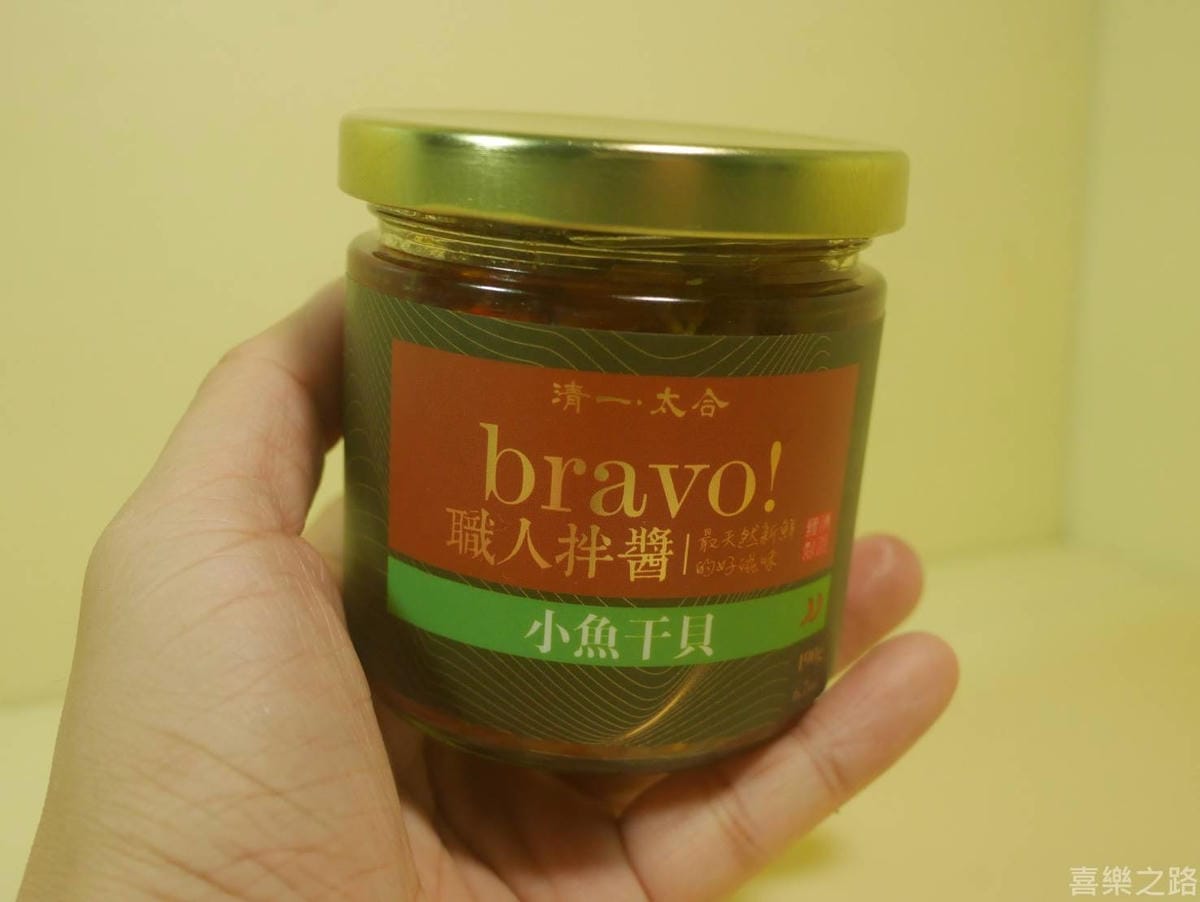 清一．太合
bravo!
職人拌醬
最天然新鮮
的好滋味
小魚干貝
190g
喜樂之路